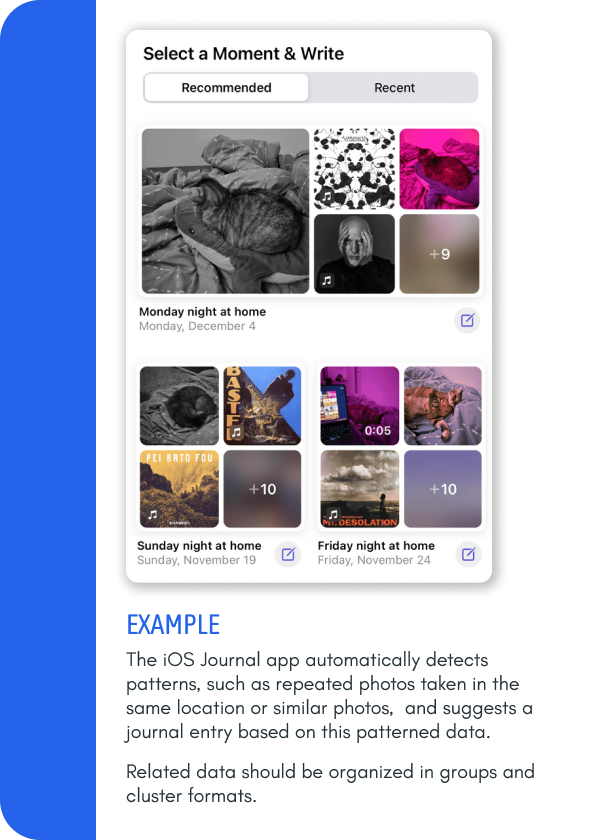 Select a Moment & Write
Recommended
Recent
+9
Monday night at home
Monday, December 4
BASTI
0:05
PEI BATO FOU
+10
MT. DESOLATION
+10
Sunday night at home
Sunday, November 19
Friday night at home
Friday, November 24
EXAMPLE
The iOS Journal app automatically detects
patterns, such as repeated photos taken in the
same location or similar photos,  and suggests a
journal entry based on this patterned data.
Related data should be organized in groups and
cluster formats.